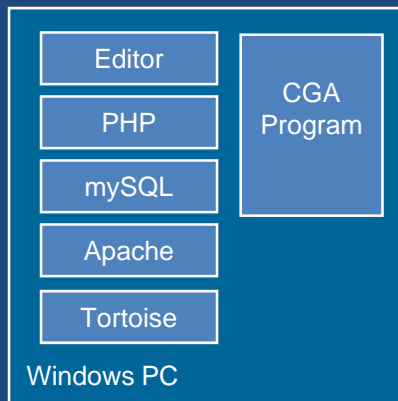 Editor
PHP
mySQL
Apache
Tortoise
CGA
Program
Windows PC